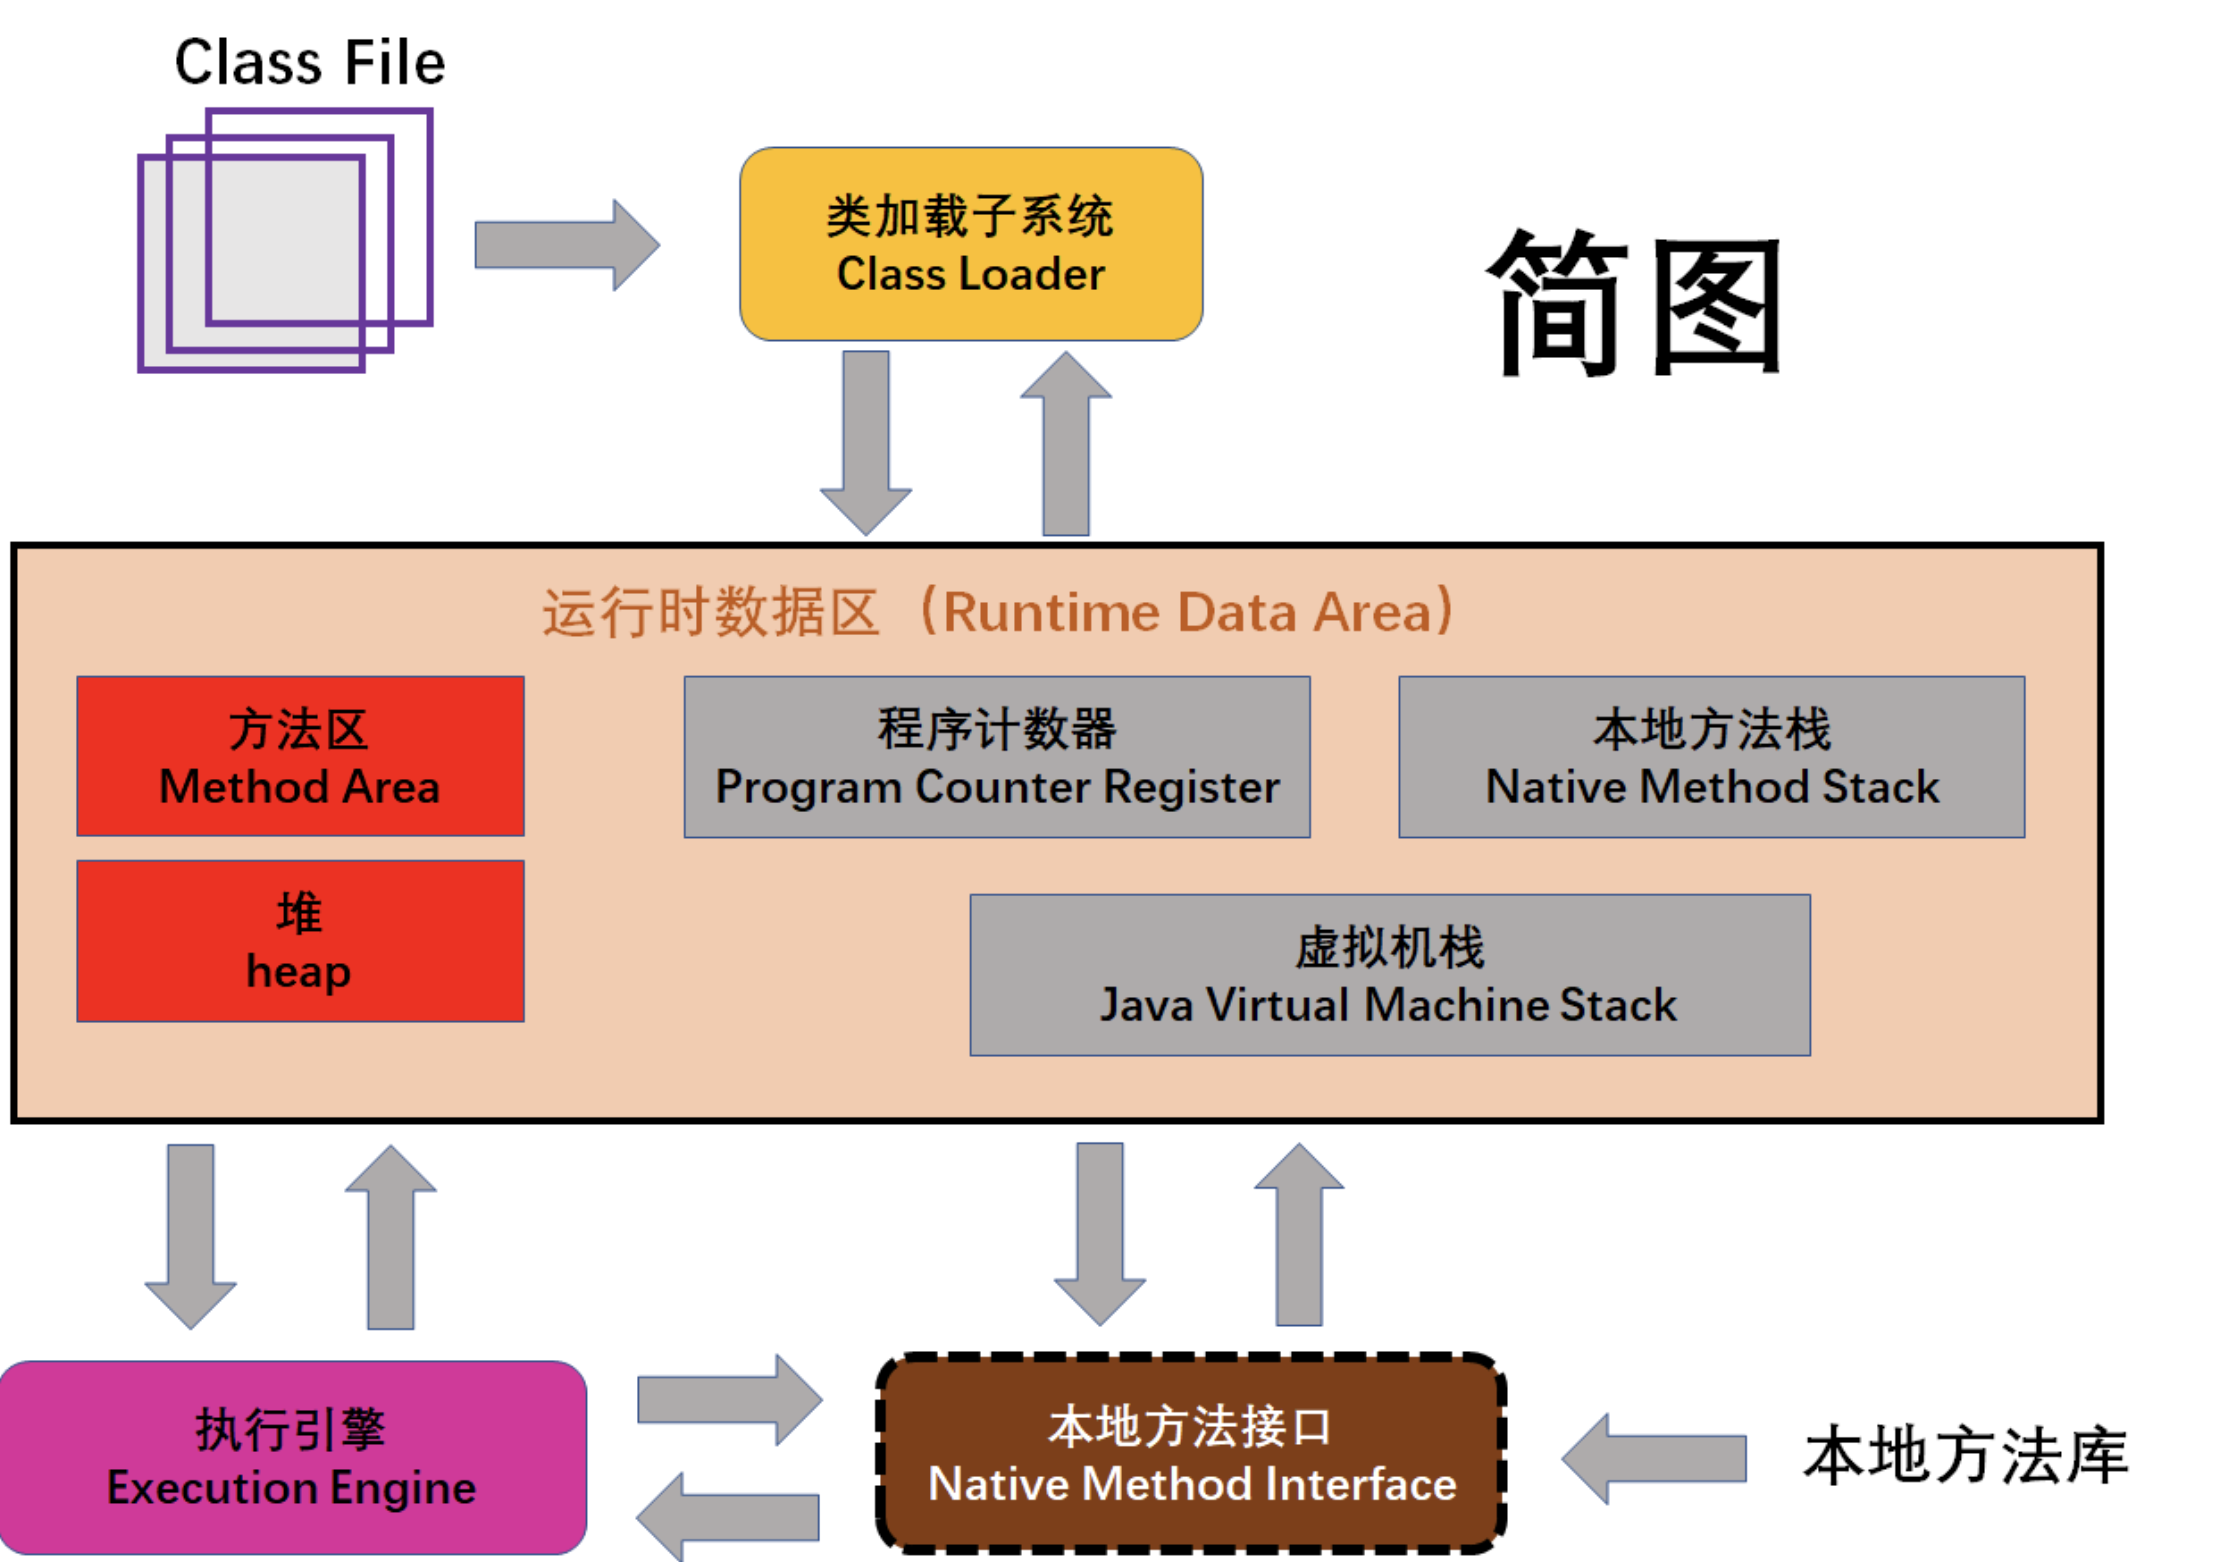 Class File
类加载子系统
Class Loader
简图
运行时数据区（Runtime Data Area）
方法区
Method Area
程序计数器
Program Counter Register
本地方法栈
Native Method Stack
堆
heap
虚拟机栈
Java Virtual Machine Stack
执行引擎
Execution Engine
本地方法接口
Native Method Interface
本地方法库